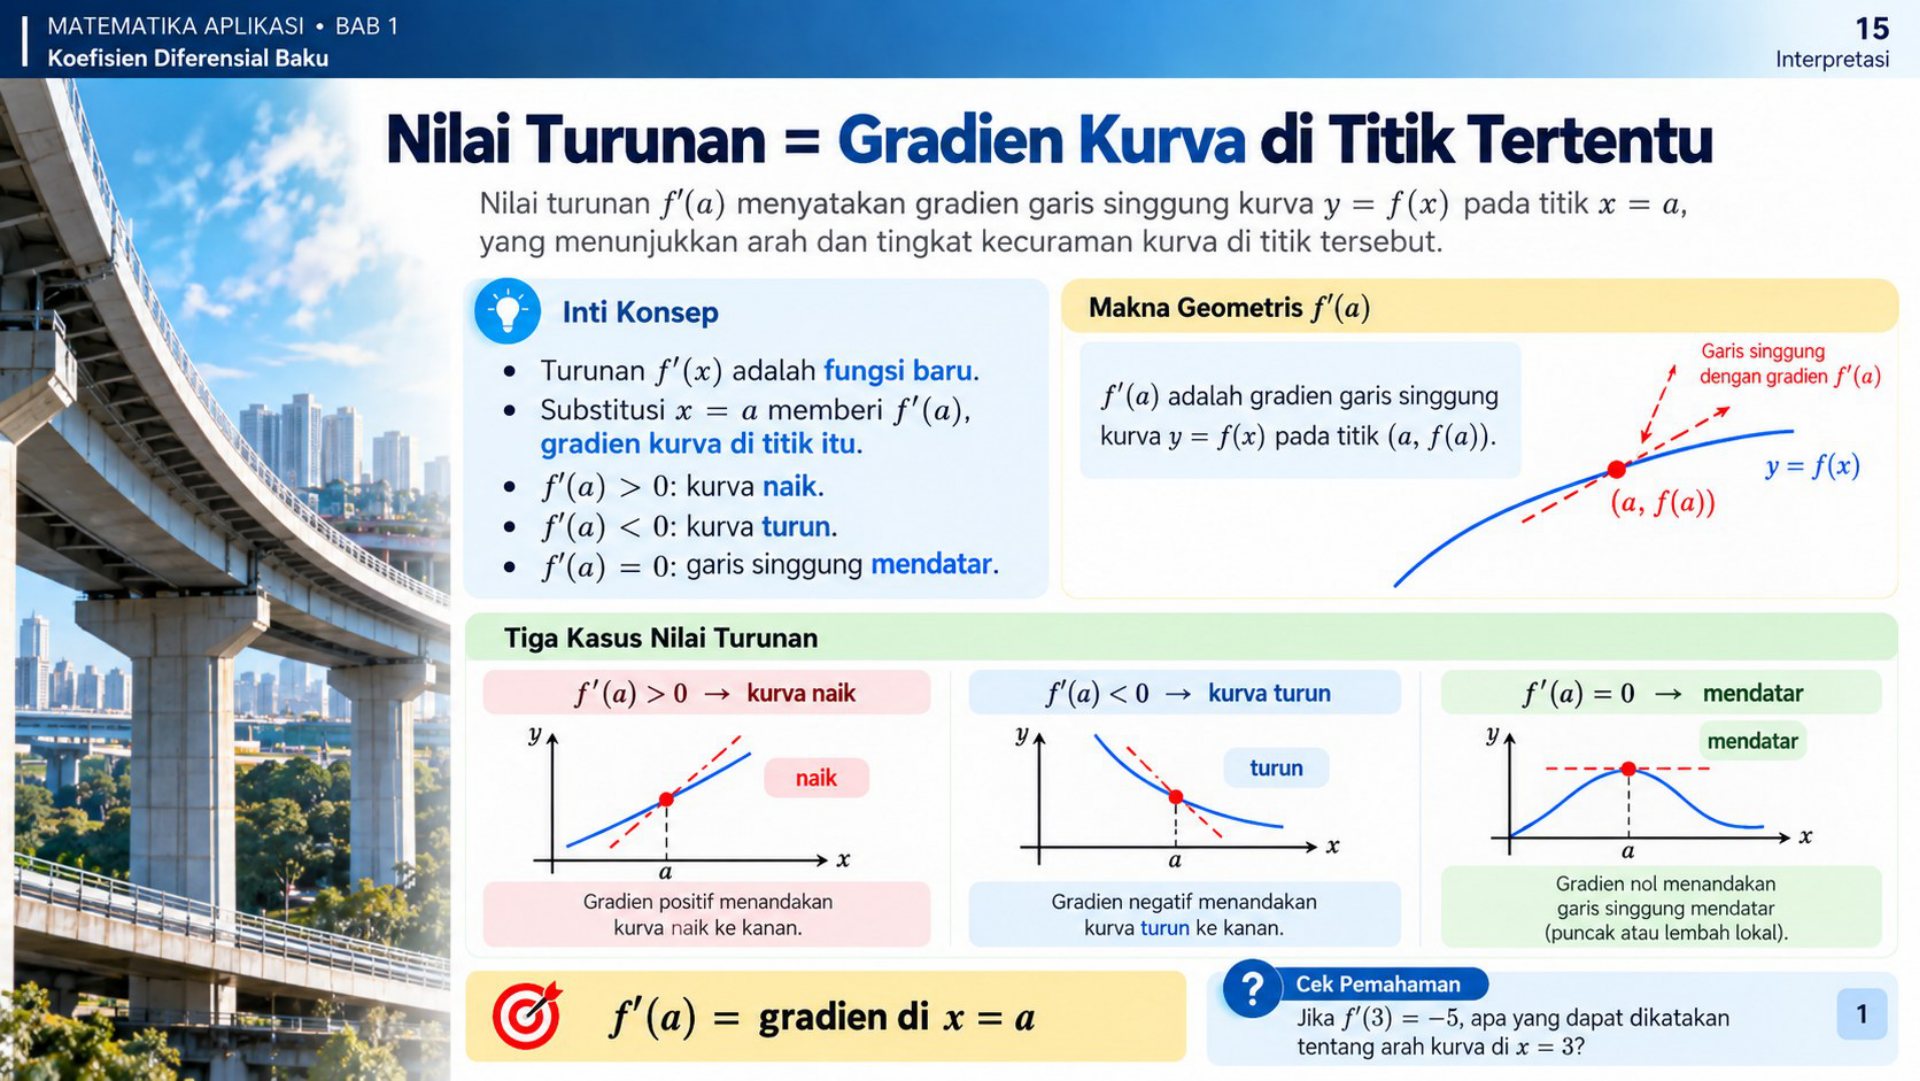 MATEMATIKA APLIKASI • BAB 1
Koefisien Diferensial Baku
15
Interpretasi
Nilai Turunan = Gradien Kurva di Titik Tertentu
Nilai turunan f′(a) menyatakan gradien garis singgung kurva y = f(x) pada titik x = a,
yang menunjukkan arah dan tingkat kecuraman kurva di titik tersebut.
Inti Konsep
• Turunan f′(x) adalah fungsi baru.
• Substitusi x = a memberi f′(a),
gradien kurva di titik itu.
• f′(a) > 0: kurva naik.
• f′(a) < 0: kurva turun.
• f′(a) = 0: garis singgung mendatar.
Makna Geometris f′(a)
f′(a) adalah gradien garis singgung
kurva y = f(x) pada titik (a, f(a)).
Garis singgung
dengan gradien f′(a)
y = f(x)
(a, f(a))
Tiga Kasus Nilai Turunan
f′(a) > 0 → kurva naik
y
naik
x
a
Gradien positif menandakan
kurva naik ke kanan.
f′(a) < 0 → kurva turun
y
turun
x
a
Gradien negatif menandakan
kurva turun ke kanan.
f′(a) = 0 → mendatar
y
mendatar
x
a
Gradien nol menandakan
garis singgung mendatar
(puncak atau lembah lokal).
f′(a) = gradien di x = a
?
Cek Pemahaman
Jika f′(3) = −5, apa yang dapat dikatakan
tentang arah kurva di x = 3?
1